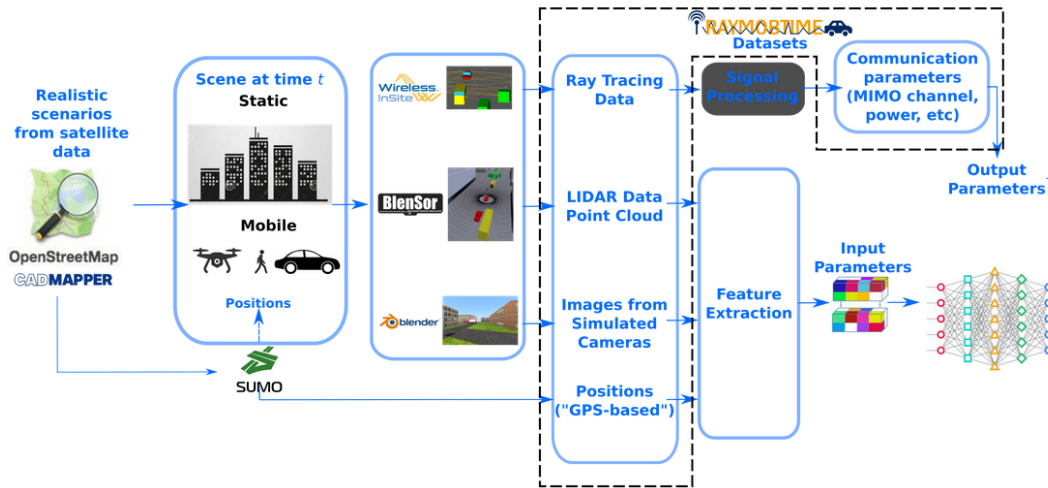 Realistic
scenarios
from satellite
data
OpenStreetMap
CADMAPPER
Scene at time t
Static
Mobile
Positions
SUMO
Wireless
InSite
BlenSor
blender
Ray Tracing
Data
LIDAR Data
Point Cloud
Images from
Simulated
Cameras
Positions
("GPS-based")
RAYMOBTIME
Datasets
Signal
Processing
Communication
parameters
(MIMO channel,
power, etc)
Output
Parameters
Feature
Extraction
Input
Parameters